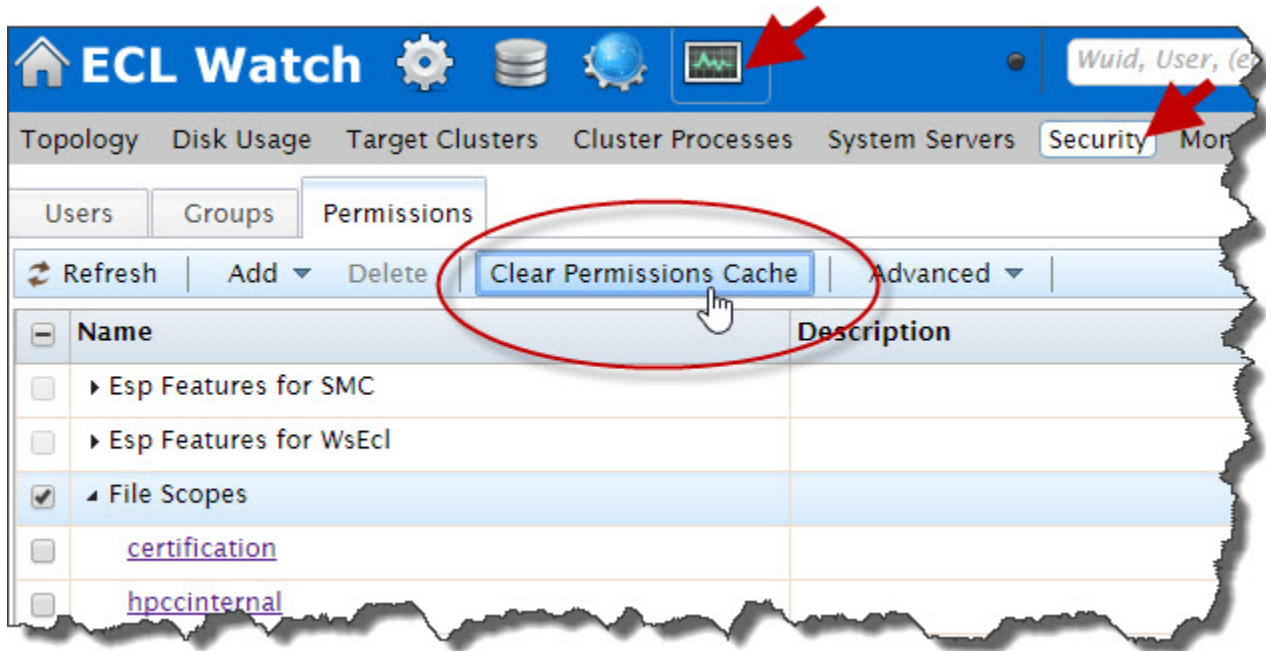 ECL Watch
Wuid, User, (e
Topology Disk Usage Target Clusters Cluster Processes System Servers Security Mon
Users Groups Permissions
Refresh Add Delete Clear Permissions Cache Advanced
Name Description
Esp Features for SMC
Esp Features for WsEcl
File Scopes
certification
hpccinternal